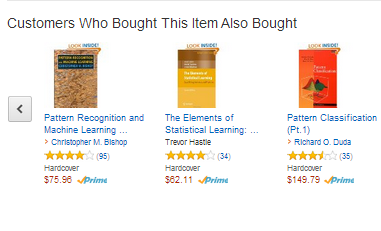 Customers Who Bought This Item Also Bought
LOOK INSIDE! LOOK INSIDE! LOOK INSIDE!
PATTERN RECOGNITION
AND MACHINE LEARNING
CHRISTOPHER M. BISHOP
The Elements of
Statistical Learning
Pattern
Classification
Pattern Recognition and
Machine Learning ...
› Christopher M. Bishop
(95)
Hardcover
$75.96 Prime
The Elements of
Statistical Learning: ...
Trevor Hastie
(34)
Hardcover
$62.11 Prime
Pattern Classification
(Pt.1)
› Richard O. Duda
(35)
Hardcover
$149.79 Prime